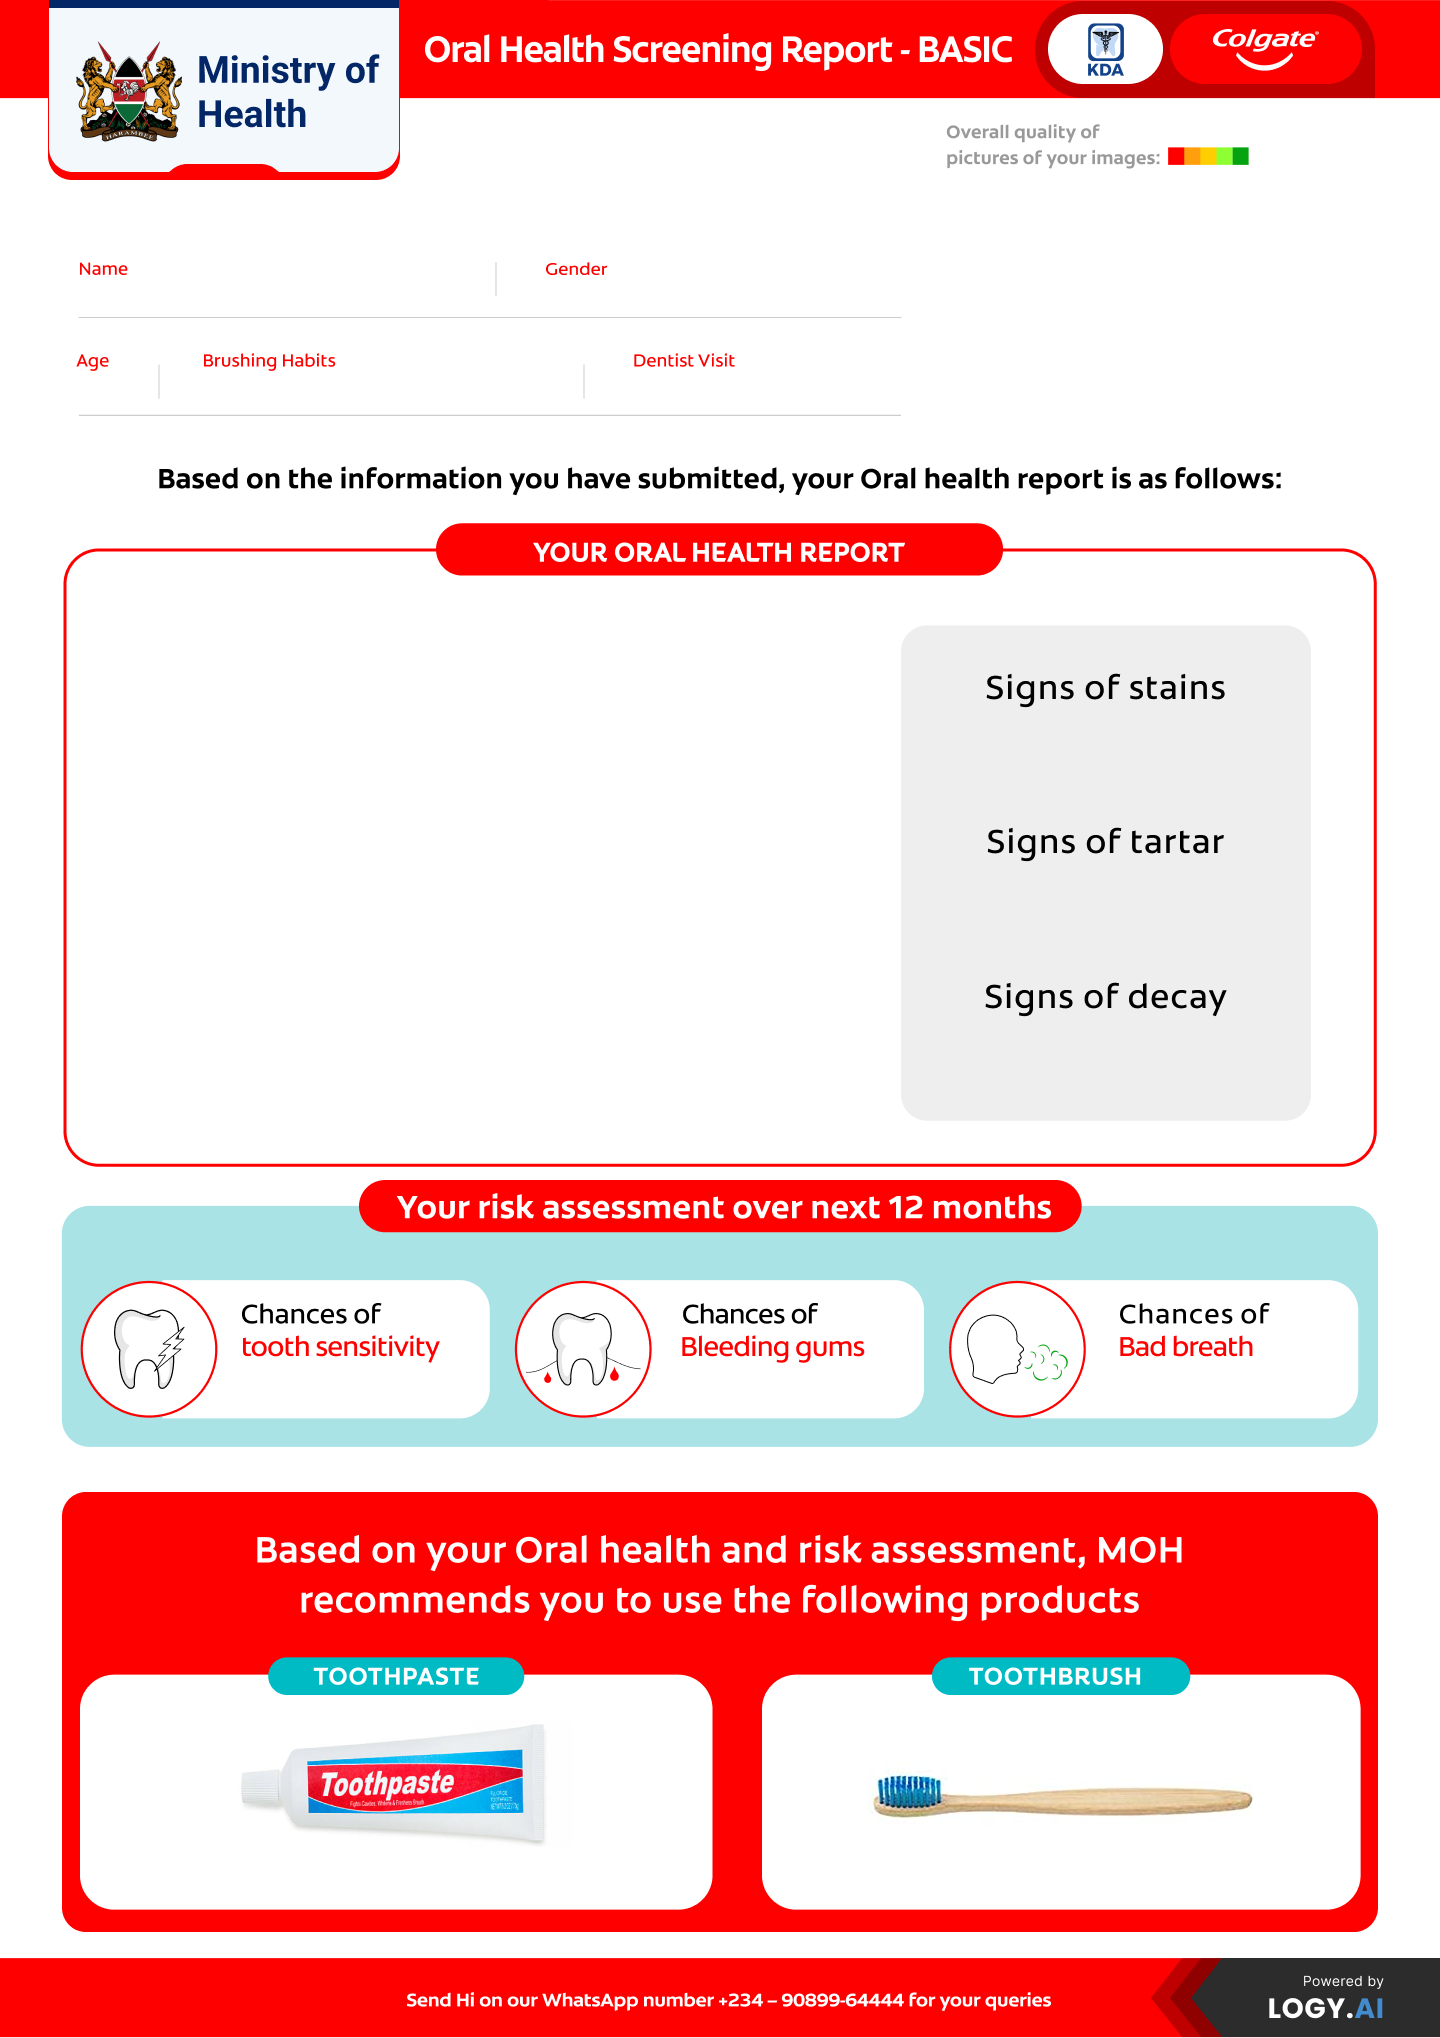 Ministry of
Health
HARAMBEE
Oral Health Screening Report - BASIC
KDA
Colgate
Overall quality of
pictures of your images:
Name
Gender
Age
Brushing Habits
Dentist Visit
Based on the information you have submitted, your Oral health report is as follows:
YOUR ORAL HEALTH REPORT
Signs of stains
Signs of tartar
Signs of decay
Your risk assessment over next 12 months
Chances of
tooth sensitivity
Chances of
Bleeding gums
Chances of
Bad breath
Based on your Oral health and risk assessment, MOH
recommends you to use the following products
TOOTHPASTE
TOOTHBRUSH
Toothpaste
Fights Cavities, Whitens & Freshens Breath
Send Hi on our WhatsApp number +234 – 90899-64444 for your queries
Powered by
LOGY.AI